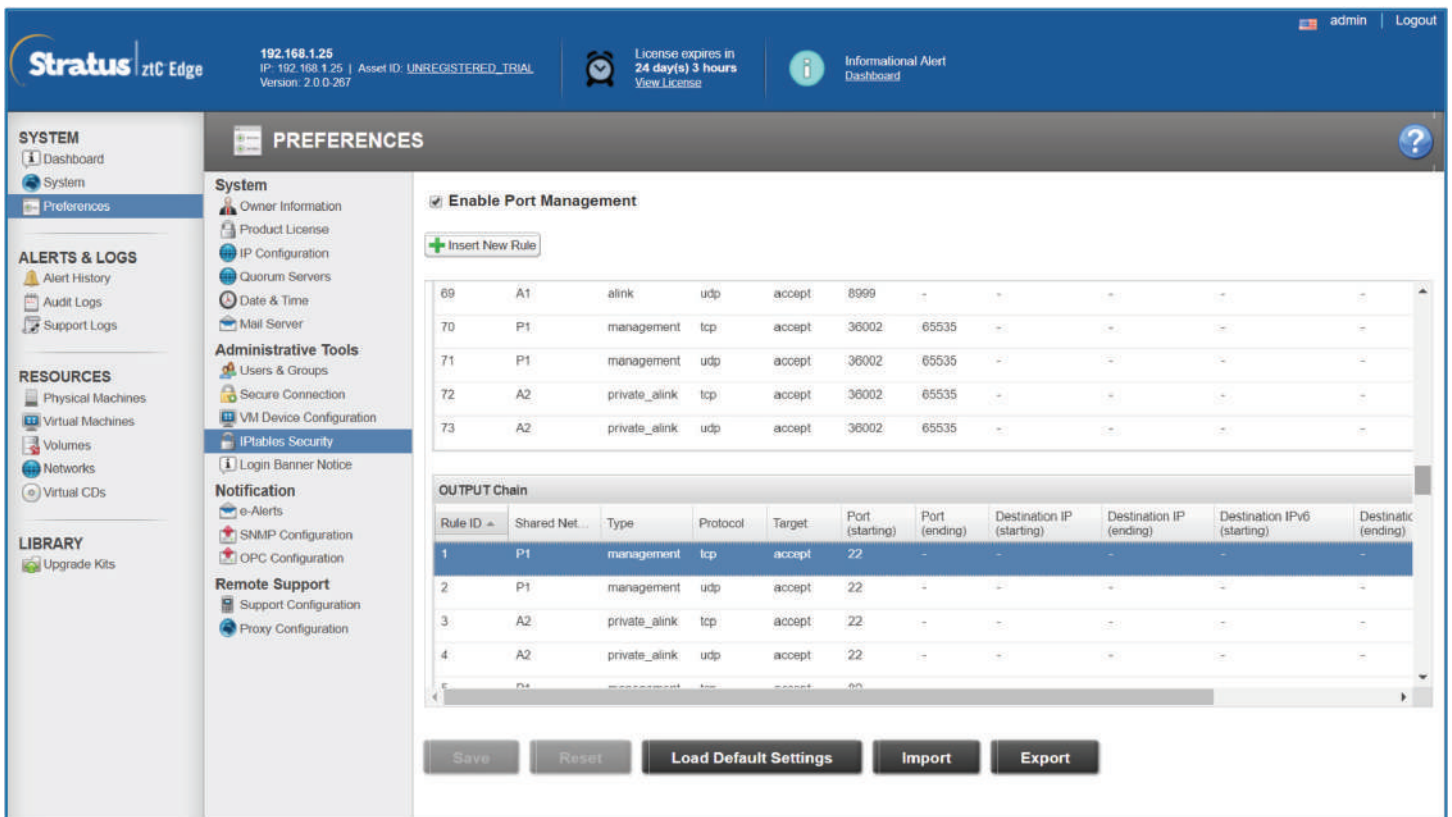 admin | Logout
Stratus ztC Edge
192.168.1.25
IP: 192.168.1.25 | Asset ID: UNREGISTERED_TRIAL
Version: 2.0.0-267
License expires in
24 day(s) 3 hours
View License
Informational Alert
Dashboard
SYSTEM
Dashboard
System
Preferences
ALERTS & LOGS
Alert History
Audit Logs
Support Logs
RESOURCES
Physical Machines
Virtual Machines
Volumes
Networks
Virtual CDs
LIBRARY
Upgrade Kits
PREFERENCES
?
System
Owner Information
Product License
IP Configuration
Quorum Servers
Date & Time
Mail Server
Administrative Tools
Users & Groups
Secure Connection
VM Device Configuration
IPtables Security
Login Banner Notice
Notification
e-Alerts
SNMP Configuration
OPC Configuration
Remote Support
Support Configuration
Proxy Configuration
Enable Port Management
Insert New Rule
69 A1 alink udp accept 8999 - - - - -
70 P1 management tcp accept 36002 65535 - - - -
71 P1 management udp accept 36002 65535 - - - -
72 A2 private_alink tcp accept 36002 65535 - - - -
73 A2 private_alink udp accept 36002 65535 - - - -
OUTPUT Chain
Rule ID Shared Net... Type Protocol Target Port (starting) Port (ending) Destination IP (starting) Destination IP (ending) Destination IPv6 (starting) Destinatic (ending)
1 P1 management tcp accept 22 - - - - -
2 P1 management udp accept 22 - - - - -
3 A2 private_alink tcp accept 22 - - - - -
4 A2 private_alink udp accept 22 - - - - -
Save
Reset
Load Default Settings
Import
Export